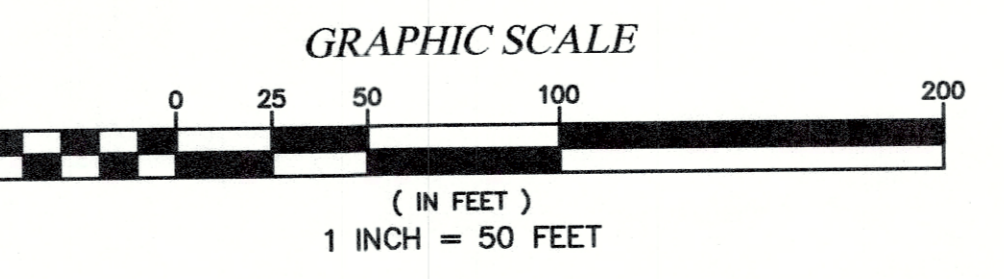 GRAPHIC SCALE
0 25 50 100 200
( IN FEET )
1 INCH = 50 FEET